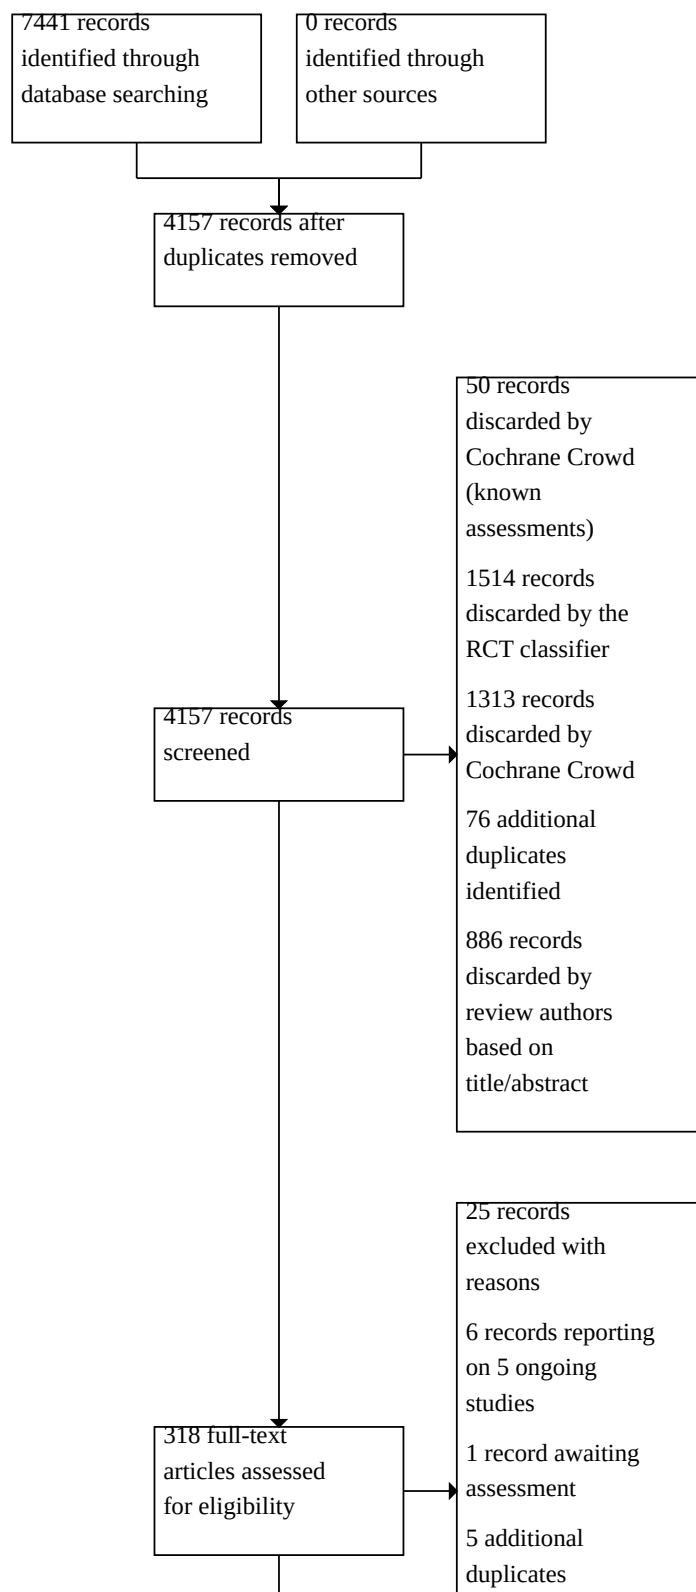 7441 records
identified through
database searching
0 records
identified through
other sources
4157 records after
duplicates removed
50 records
discarded by
Cochrane Crowd
(known
assessments)
1514 records
discarded by the
RCT classifier
1313 records
discarded by
Cochrane Crowd
76 additional
duplicates
identified
886 records
discarded by
review authors
based on
title/abstract
4157 records
screened
25 records
excluded with
reasons
6 records reporting
on 5 ongoing
studies
1 record awaiting
assessment
5 additional
duplicates
318 full-text
articles assessed
for eligibility